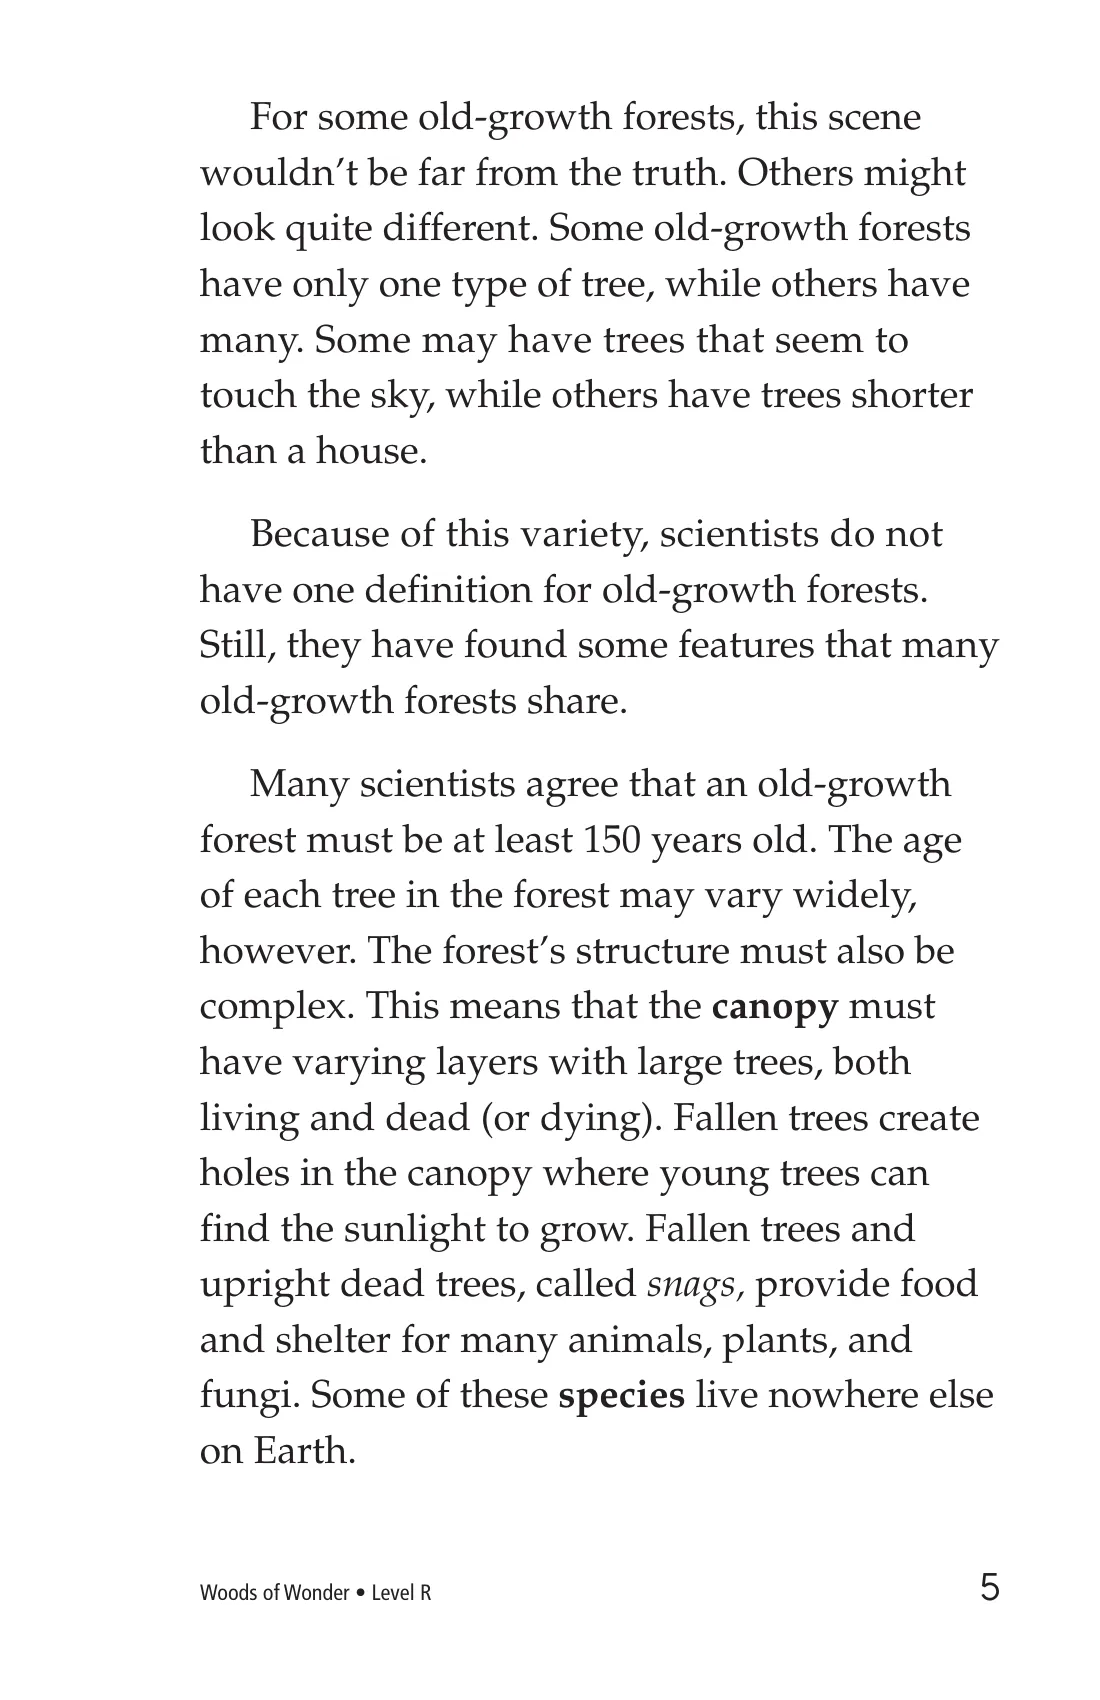 For some old-growth forests, this scene
wouldn’t be far from the truth. Others might
look quite different. Some old-growth forests
have only one type of tree, while others have
many. Some may have trees that seem to
touch the sky, while others have trees shorter
than a house.
Because of this variety, scientists do not
have one definition for old-growth forests.
Still, they have found some features that many
old-growth forests share.
Many scientists agree that an old-growth
forest must be at least 150 years old. The age
of each tree in the forest may vary widely,
however. The forest’s structure must also be
complex. This means that the canopy must
have varying layers with large trees, both
living and dead (or dying). Fallen trees create
holes in the canopy where young trees can
find the sunlight to grow. Fallen trees and
upright dead trees, called snags, provide food
and shelter for many animals, plants, and
fungi. Some of these species live nowhere else
on Earth.
Woods of Wonder • Level R
5